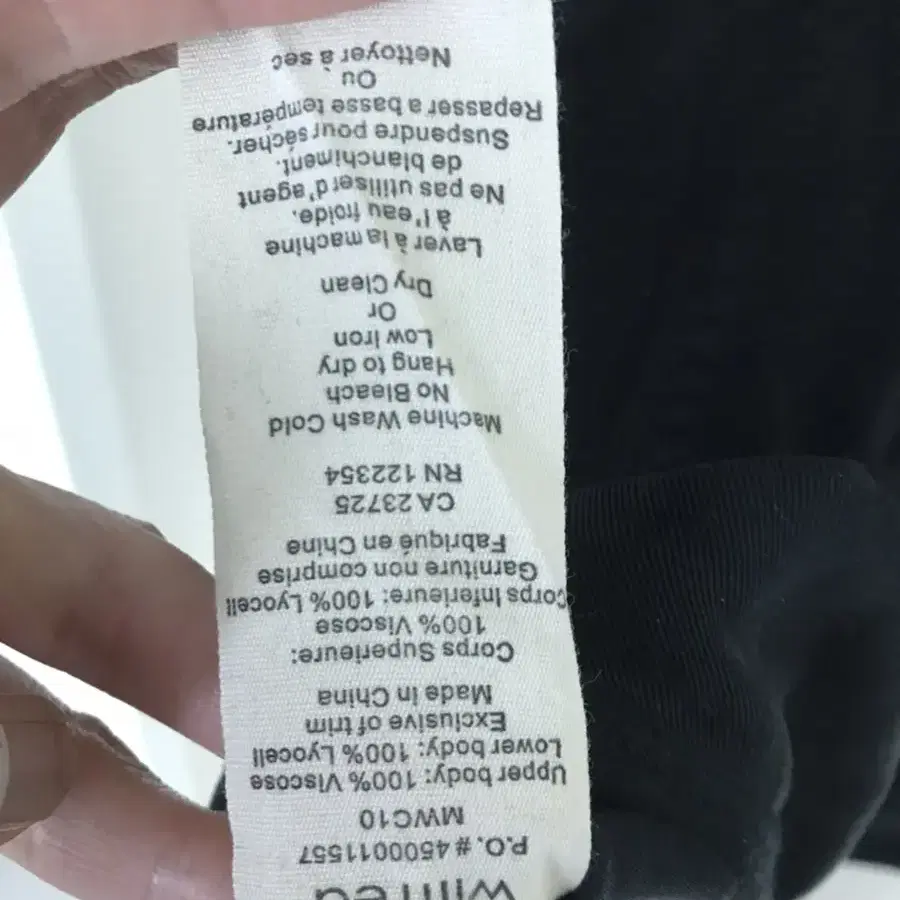 wilfred
P.O. # 4500011557
MWC10
Upper body: 100% Viscose
Lower body: 100% Lyocell
Exclusive of trim
Made in China
Corps Superieure:
100% Viscose
Corps Inferieure: 100% Lyocell
Garniture non comprise
Fabriqué en Chine
CA 23725
RN 122354
Machine Wash Cold
No Bleach
Hang to dry
Low Iron
Or
Dry Clean
Laver à la machine
à l'eau froide.
Ne pas utiliser d'agent
de blanchiment.
Suspendre pour sécher.
Repasser a basse température
Ou
Nettoyer à sec